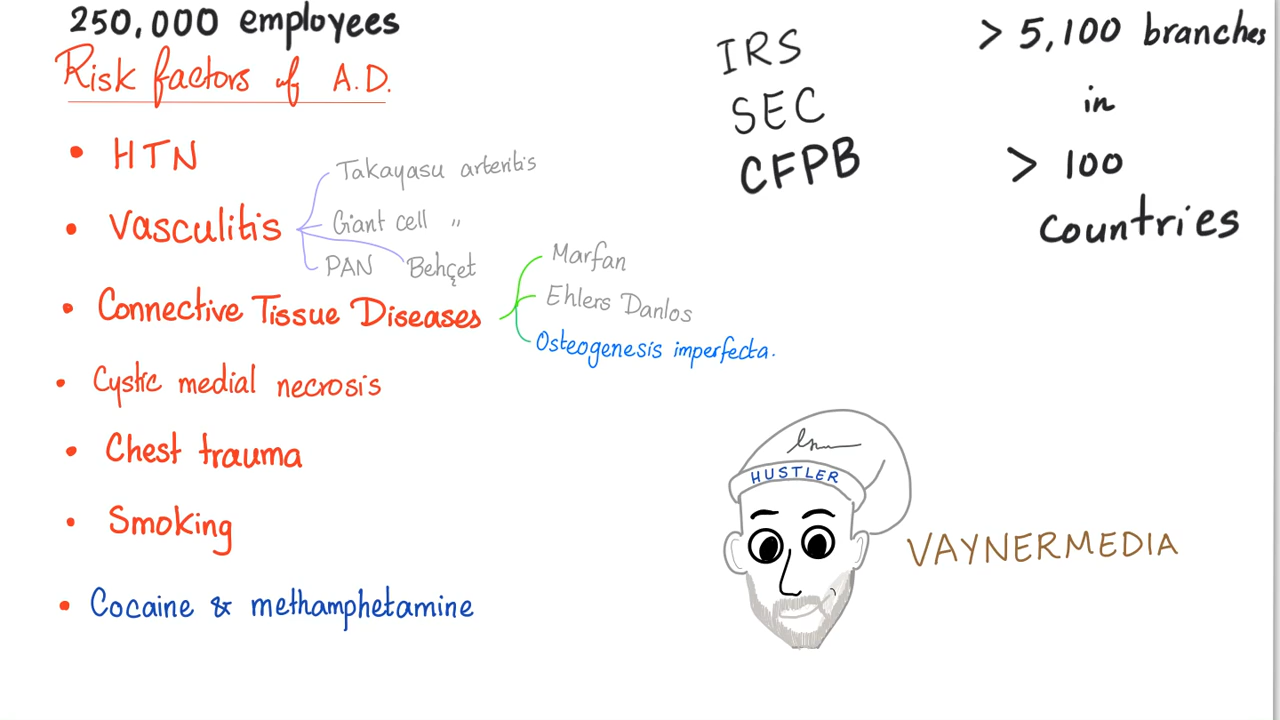 250,000 employees
Risk factors of A.D.
• HTN
• Vasculitis
Takayasu arteritis
Giant cell "
PAN Behçet
• Connective Tissue Diseases
Marfan
Ehlers Danlos
Osteogenesis imperfecta.
• Cystic medial necrosis
• Chest trauma
• Smoking
• Cocaine & methamphetamine
IRS
SEC
CFPB
> 5,100 branches
in
> 100
countries
HUSTLER
VAYNERMEDIA